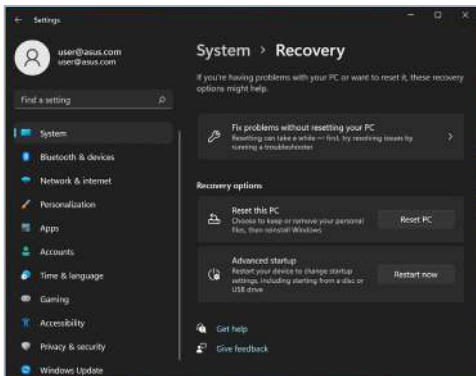 Settings
user@asus.com
user@asus.com
Find a setting
System
Bluetooth & devices
Network & internet
Personalization
Apps
Accounts
Time & language
Gaming
Accessibility
Privacy & security
Windows Update
System > Recovery
If you're having problems with your PC or want to reset it, these recovery
options might help.
Fix problems without resetting your PC
Resetting can take a while — first, try resolving issues by
running a troubleshooter
Recovery options
Reset this PC
Choose to keep or remove your personal
files, then reinstall Windows
Reset PC
Advanced startup
Restart your device to change startup
settings, including starting from a disc or
USB drive
Restart now
Get help
Give feedback